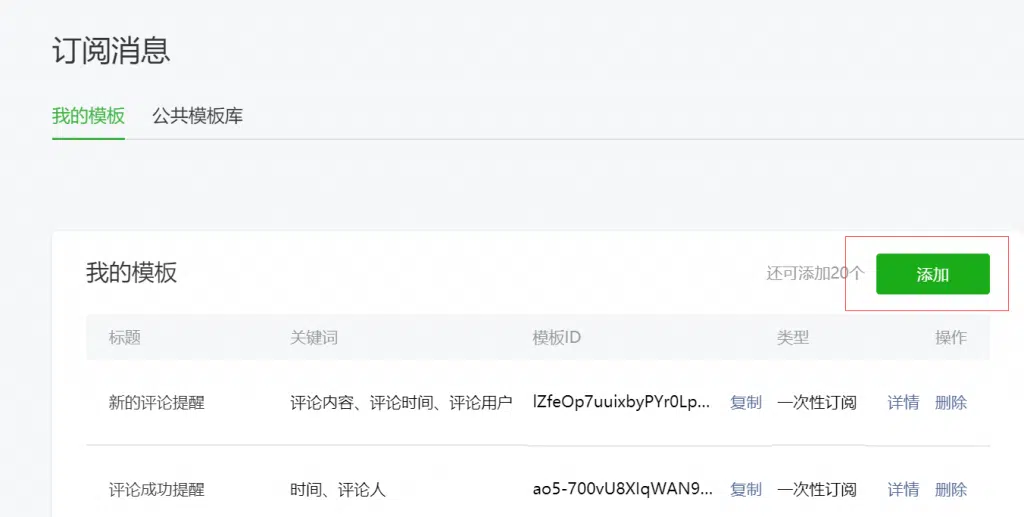 订阅消息
我的模板 公共模板库
我的模板 还可添加20个 添加
标题 关键词 模板ID 类型 操作
新的评论提醒 评论内容、评论时间、评论用户 lZfeOp7uuixbyPYr0Lp... 复制 一次性订阅 详情 删除
评论成功提醒 时间、评论人 ao5-700vU8XlqWAN9... 复制 一次性订阅 详情 删除